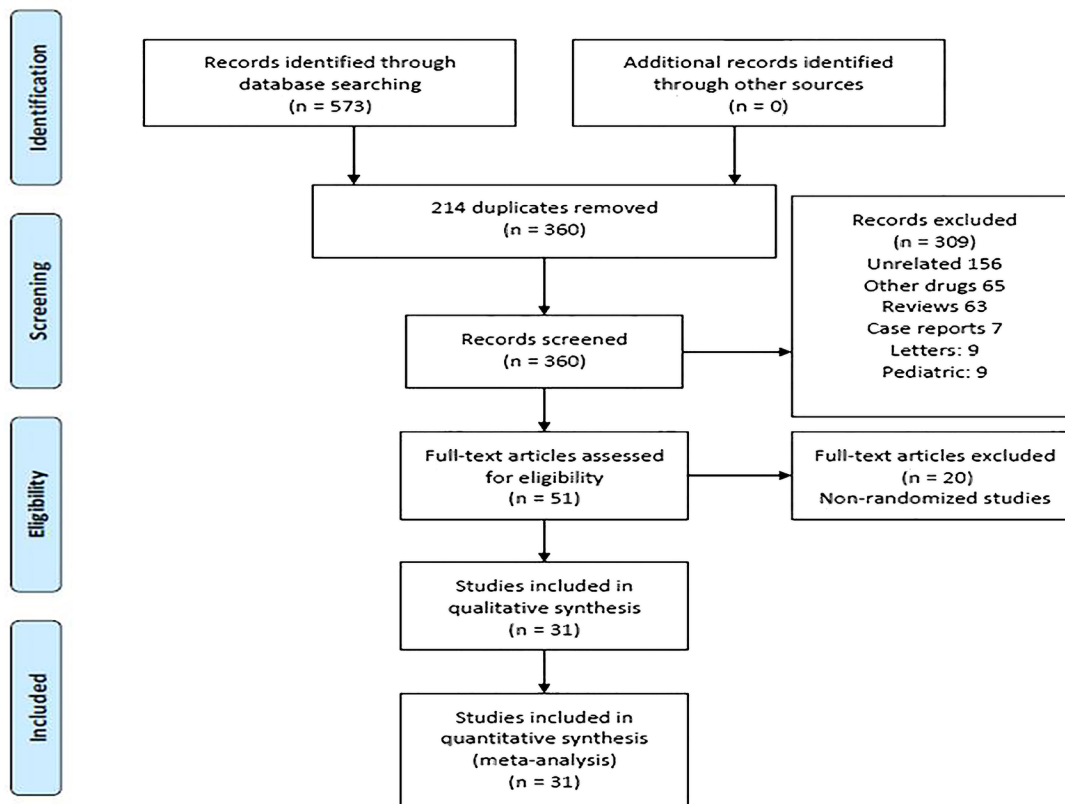 Identification
Records identified through
database searching
(n = 573)
Additional records identified
through other sources
(n = 0)
214 duplicates removed
(n = 360)
Screening
Records screened
(n = 360)
Records excluded
(n = 309)
Unrelated 156
Other drugs 65
Reviews 63
Case reports 7
Letters: 9
Pediatric: 9
Eligibility
Full-text articles assessed
for eligibility
(n = 51)
Full-text articles excluded
(n = 20)
Non-randomized studies
Studies included in
qualitative synthesis
(n = 31)
Included
Studies included in
quantitative synthesis
(meta-analysis)
(n = 31)